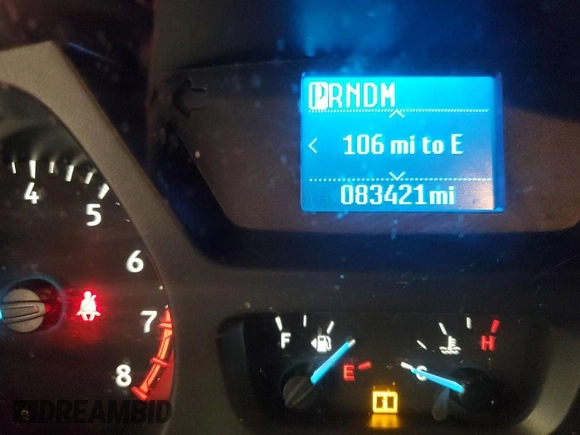 PRNDM
106 mi to E
083421mi
4
5
6
7
8
F
E
C
H
DREAMBID